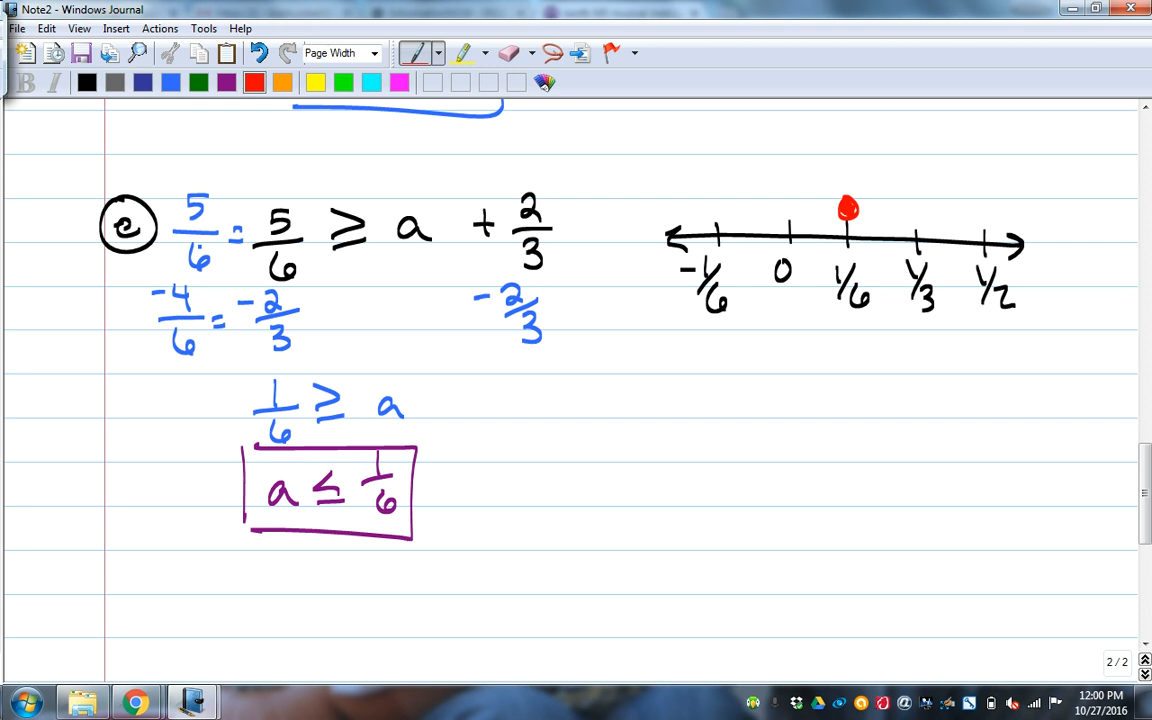 Note2 - Windows Journal
File Edit View Insert Actions Tools Help
Page Width
B I
e 5/6 = 5/6 ≥ a + 2/3
-4/6 = -2/3 -2/3
-1/6 0 1/6 1/3 1/2
1/6 ≥ a
a ≤ 1/6
2 / 2
12:00 PM
10/27/2016